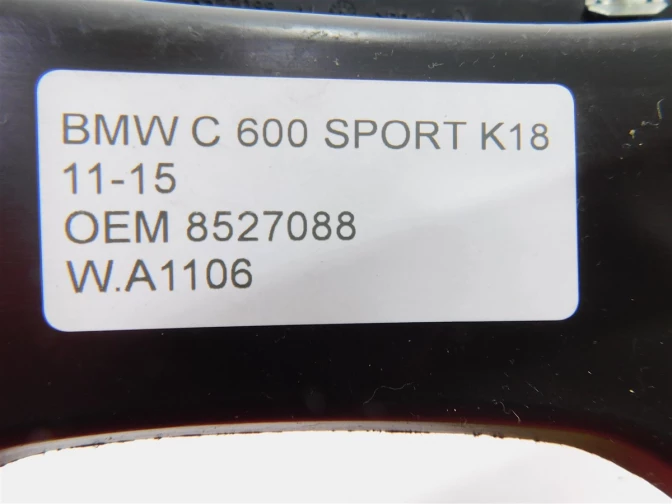 BMW C 600 SPORT K18
11-15
OEM 8527088
W.A1106